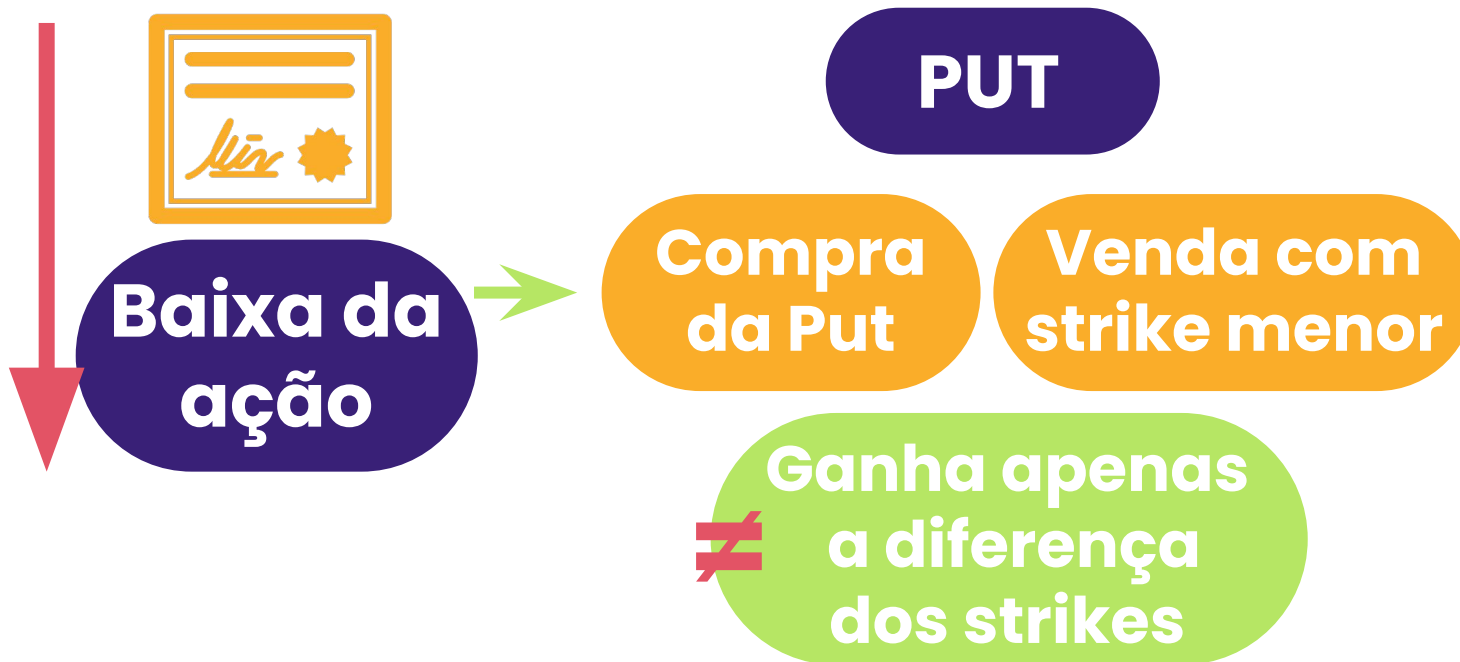 PUT
Baixa da
ação
Compra
da Put
Venda com
strike menor
≠
Ganha apenas
a diferença
dos strikes